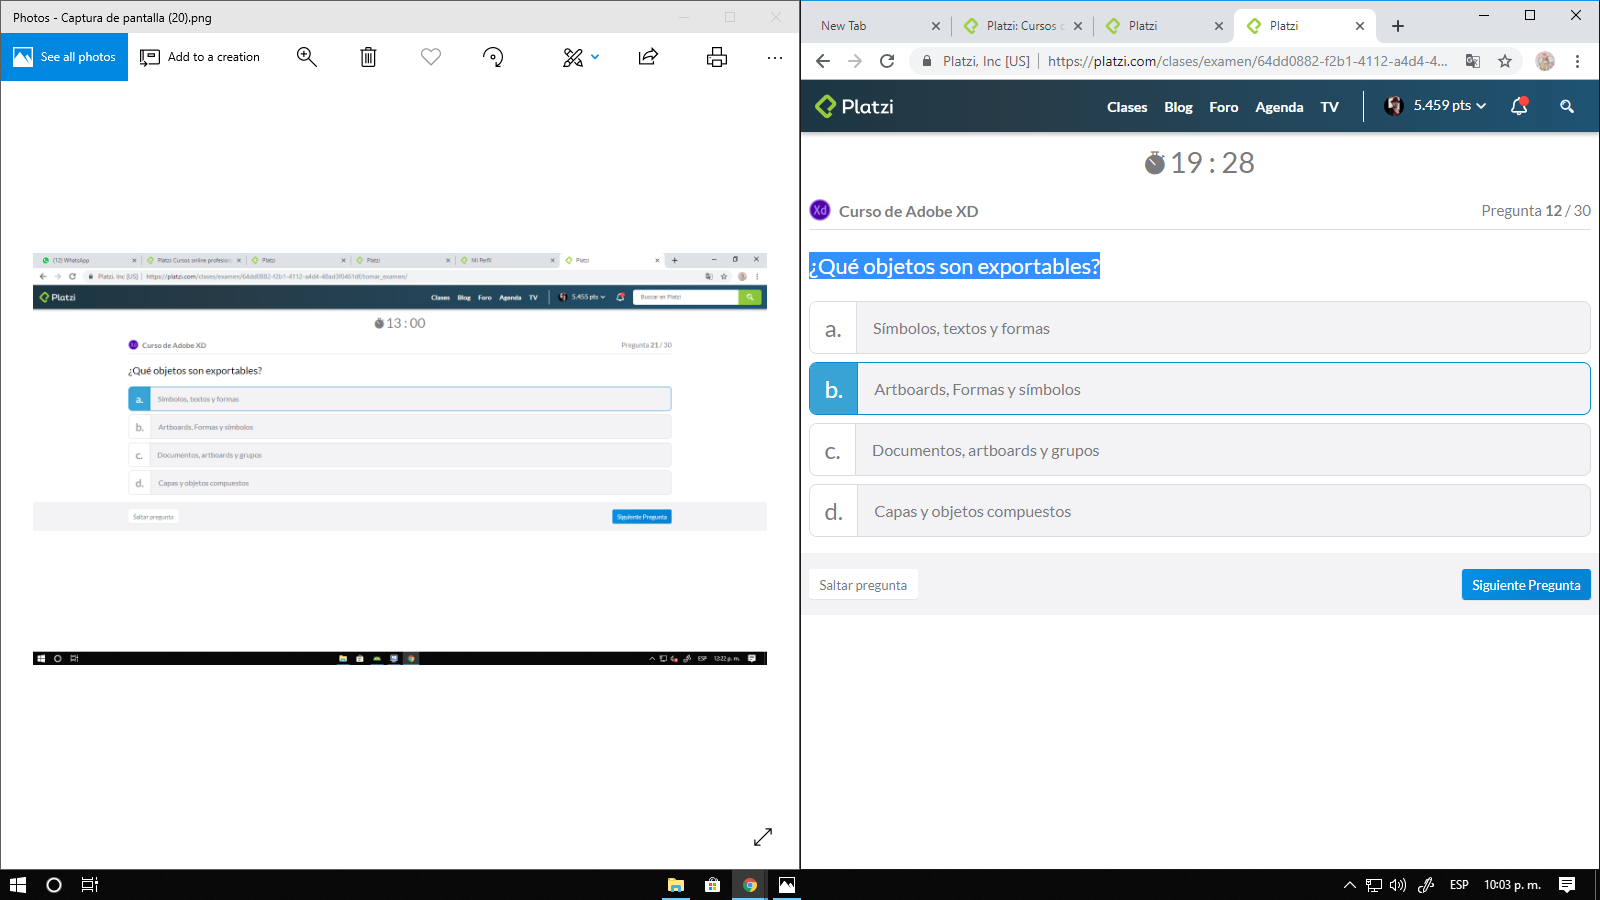 Photos - Captura de pantalla (20).png
See all photos
Add to a creation
(12) WhatsApp
Platzi: Cursos online profesion
Platzi
Platzi
Mi Perfil
Platzi
Platzi, Inc [US] | https://platzi.com/clases/examen/64dd0882-f2b1-4112-a4d4-48ad3f0461df/tomar_examen/
Platzi
Clases Blog Foro Agenda TV
5.455 pts
Buscar en Platzi
13 : 00
Curso de Adobe XD
Pregunta 21 / 30
¿Qué objetos son exportables?
a. Símbolos, textos y formas
b. Artboards, Formas y símbolos
c. Documentos, artboards y grupos
d. Capas y objetos compuestos
Saltar pregunta
Siguiente Pregunta
ESP 12:22 p. m.
New Tab
Platzi: Cursos
Platzi
Platzi
Platzi, Inc [US] | https://platzi.com/clases/examen/64dd0882-f2b1-4112-a4d4-4...
Platzi
Clases Blog Foro Agenda TV
5.459 pts
19 : 28
Xd Curso de Adobe XD
Pregunta 12 / 30
¿Qué objetos son exportables?
a. Símbolos, textos y formas
b. Artboards, Formas y símbolos
c. Documentos, artboards y grupos
d. Capas y objetos compuestos
Saltar pregunta
Siguiente Pregunta
ESP 10:03 p. m.